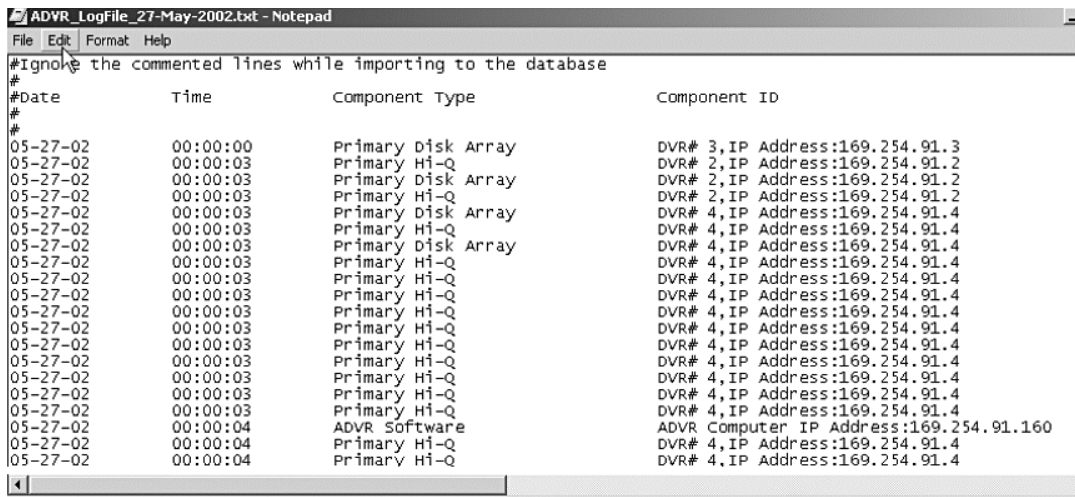 ADVR_LogFile_27-May-2002.txt - Notepad
File Edit Format Help
#Ignore the commented lines while importing to the database
#
#Date Time Component Type Component ID
#
#
05-27-02 00:00:00 Primary Disk Array DVR# 3,IP Address:169.254.91.3
05-27-02 00:00:03 Primary Hi-Q DVR# 2,IP Address:169.254.91.2
05-27-02 00:00:03 Primary Disk Array DVR# 2,IP Address:169.254.91.2
05-27-02 00:00:03 Primary Hi-Q DVR# 2,IP Address:169.254.91.2
05-27-02 00:00:03 Primary Disk Array DVR# 4,IP Address:169.254.91.4
05-27-02 00:00:03 Primary Hi-Q DVR# 4,IP Address:169.254.91.4
05-27-02 00:00:03 Primary Disk Array DVR# 4,IP Address:169.254.91.4
05-27-02 00:00:03 Primary Hi-Q DVR# 4,IP Address:169.254.91.4
05-27-02 00:00:03 Primary Hi-Q DVR# 4,IP Address:169.254.91.4
05-27-02 00:00:03 Primary Hi-Q DVR# 4,IP Address:169.254.91.4
05-27-02 00:00:03 Primary Hi-Q DVR# 4,IP Address:169.254.91.4
05-27-02 00:00:03 Primary Hi-Q DVR# 4,IP Address:169.254.91.4
05-27-02 00:00:03 Primary Hi-Q DVR# 4,IP Address:169.254.91.4
05-27-02 00:00:03 Primary Hi-Q DVR# 4,IP Address:169.254.91.4
05-27-02 00:00:03 Primary Hi-Q DVR# 4,IP Address:169.254.91.4
05-27-02 00:00:03 Primary Hi-Q DVR# 4,IP Address:169.254.91.4
05-27-02 00:00:03 Primary Hi-Q DVR# 4,IP Address:169.254.91.4
05-27-02 00:00:04 ADVR Software ADVR Computer IP Address:169.254.91.160
05-27-02 00:00:04 Primary Hi-Q DVR# 4,IP Address:169.254.91.4
05-27-02 00:00:04 Primary Hi-Q DVR# 4,IP Address:169.254.91.4